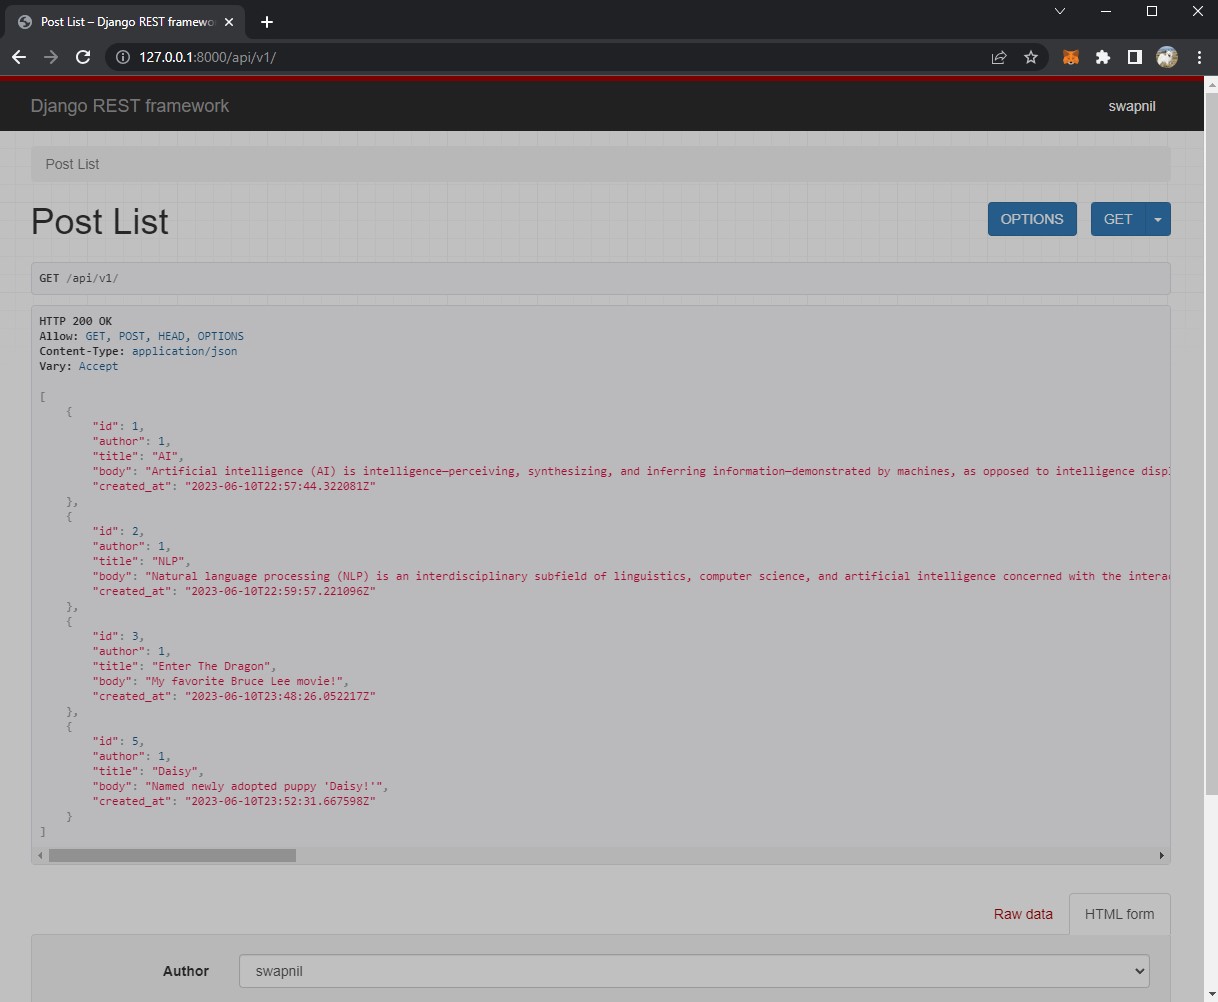 Post List – Django REST framewo
127.0.0.1:8000/api/v1/
Django REST framework
swapnil
Post List
Post List
OPTIONS
GET
GET /api/v1/
HTTP 200 OK
Allow: GET, POST, HEAD, OPTIONS
Content-Type: application/json
Vary: Accept
[
{
"id": 1,
"author": 1,
"title": "AI",
"body": "Artificial intelligence (AI) is intelligence—perceiving, synthesizing, and inferring information—demonstrated by machines, as opposed to intelligence displ
"created_at": "2023-06-10T22:57:44.322081Z"
},
{
"id": 2,
"author": 1,
"title": "NLP",
"body": "Natural language processing (NLP) is an interdisciplinary subfield of linguistics, computer science, and artificial intelligence concerned with the interac
"created_at": "2023-06-10T22:59:57.221096Z"
},
{
"id": 3,
"author": 1,
"title": "Enter The Dragon",
"body": "My favorite Bruce Lee movie!",
"created_at": "2023-06-10T23:48:26.052217Z"
},
{
"id": 5,
"author": 1,
"title": "Daisy",
"body": "Named newly adopted puppy 'Daisy!'",
"created_at": "2023-06-10T23:52:31.667598Z"
}
]
Raw data
HTML form
Author
swapnil